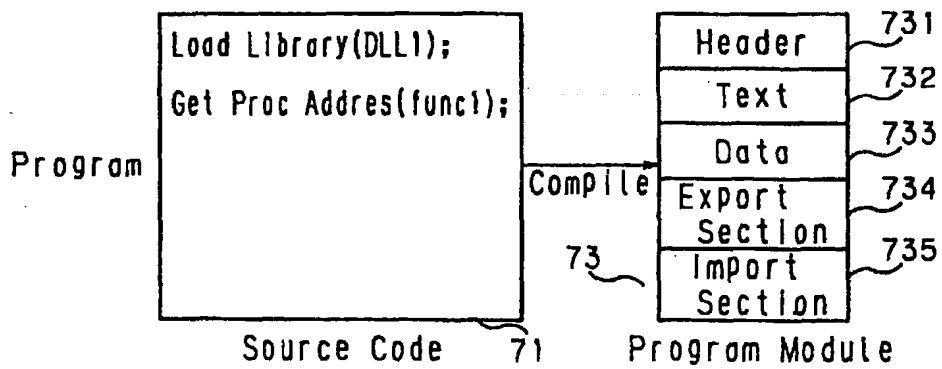 Load Library(DLL1);
Get Proc Addres(func1);
Program
Compile
Header
Text
Data
Export
Section
Import
Section
731
732
733
734
735
73
71
Source Code
Program Module